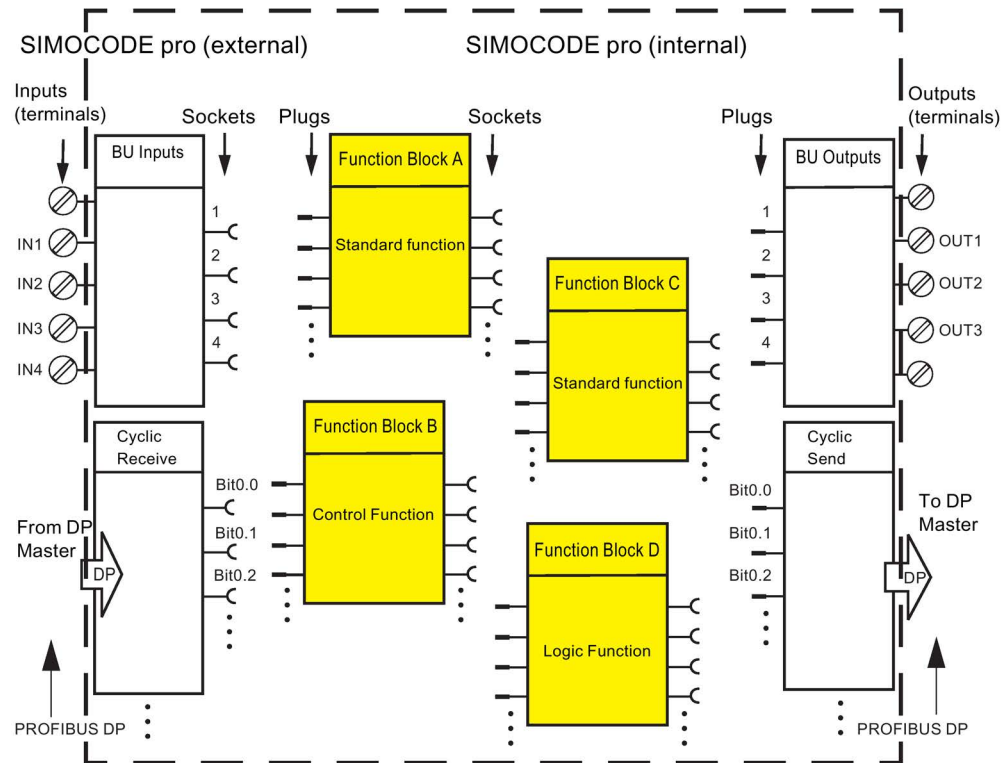 SIMOCODE pro (external)
SIMOCODE pro (internal)
Inputs
(terminals)
Sockets
Plugs
Sockets
Plugs
Outputs
(terminals)
BU Inputs
Function Block A
BU Outputs
1
2
3
4
IN1
IN2
IN3
IN4
Standard function
Function Block C
Standard function
1
2
3
4
OUT1
OUT2
OUT3
Cyclic
Receive
Function Block B
Cyclic
Send
Bit0.0
Bit0.1
Bit0.2
Control Function
Bit0.0
Bit0.1
Bit0.2
From DP
Master
DP
To DP
Master
DP
Function Block D
Logic Function
PROFIBUS DP
PROFIBUS DP